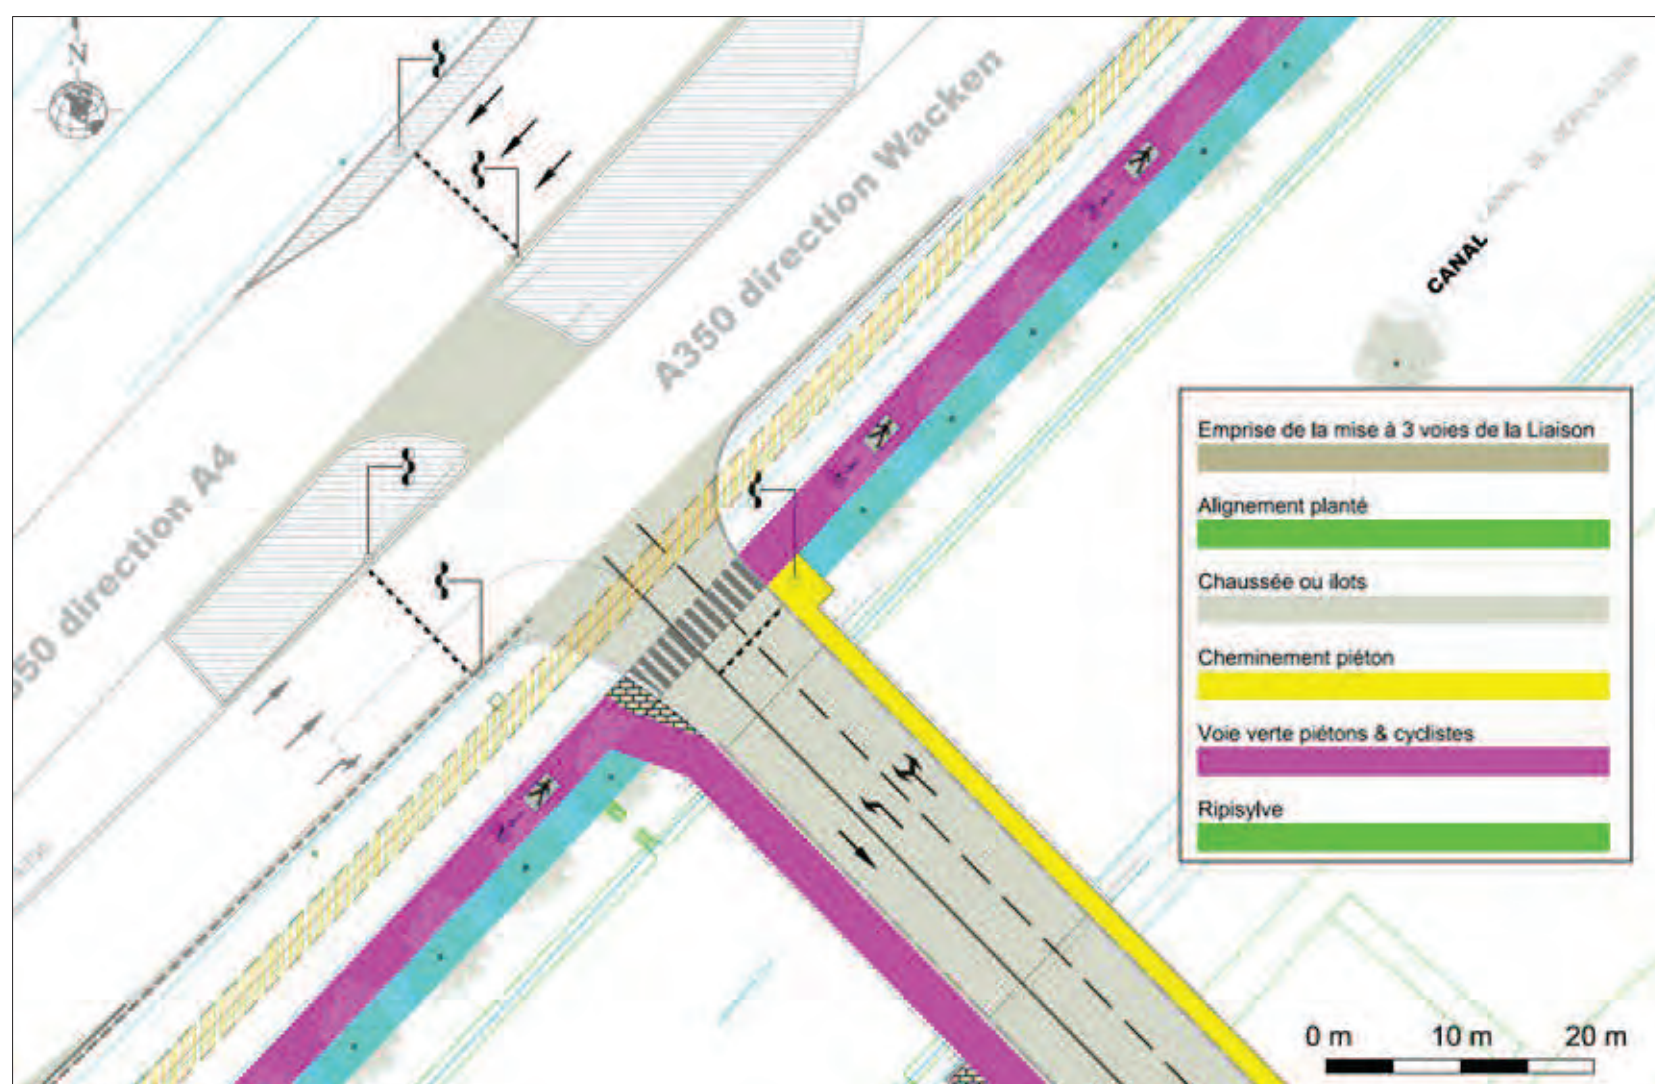 N
A350 direction Wacken
350 direction A4
CANAL
Emprise de la mise à 3 voies de la Liaison
Alignement planté
Chaussée ou ilots
Cheminement piéton
Voie verte piétons & cyclistes
Ripisylve
0 m 10 m 20 m